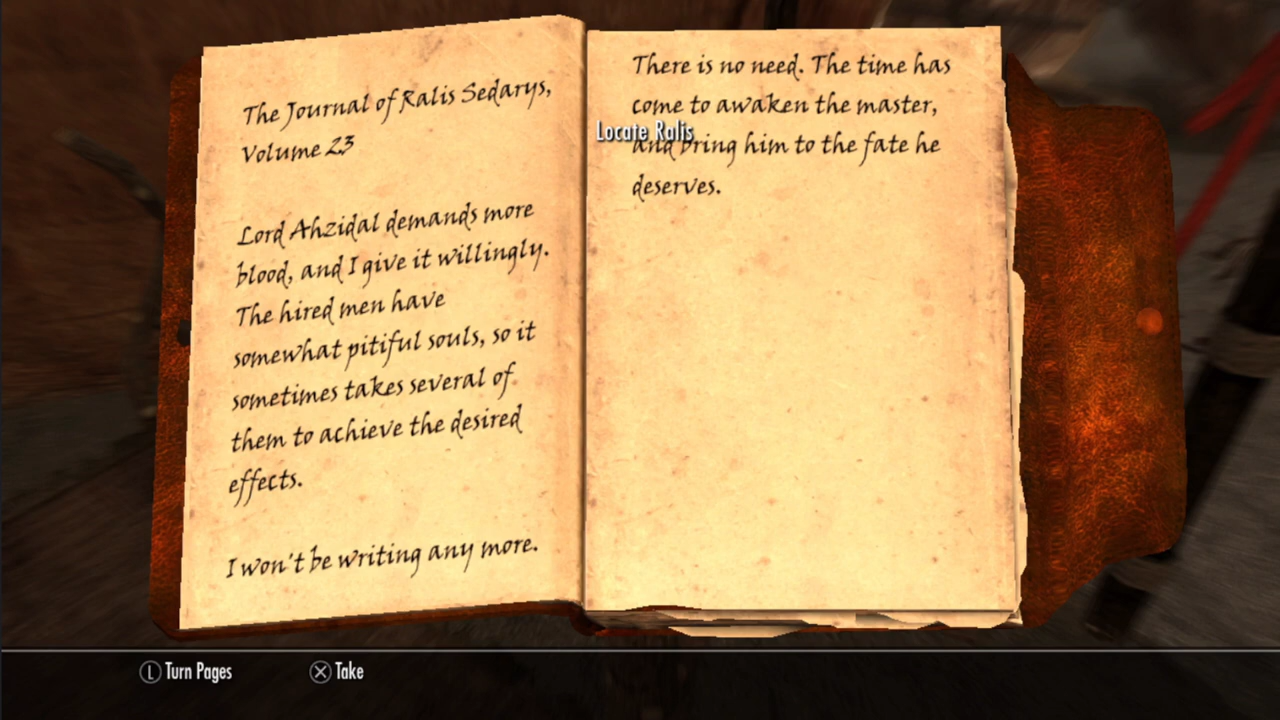 The Journal of Ralis Sedarys,
Volume 23
Lord Ahzidal demands more
blood, and I give it willingly.
The hired men have
somewhat pitiful souls, so it
sometimes takes several of
them to achieve the desired
effects.
I won't be writing any more.
There is no need. The time has
come to awaken the master,
Locate Ralis
and bring him to the fate he
deserves.
L Turn Pages
X Take